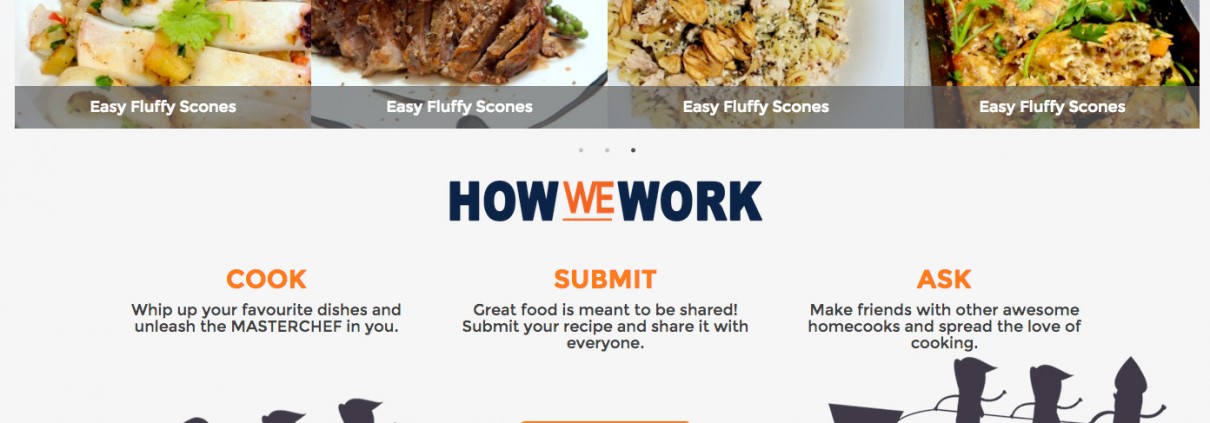 Easy Fluffy Scones
Easy Fluffy Scones
Easy Fluffy Scones
Easy Fluffy Scones
HOW WE WORK
COOK
Whip up your favourite dishes and
unleash the MASTERCHEF in you.
SUBMIT
Great food is meant to be shared!
Submit your recipe and share it with
everyone.
ASK
Make friends with other awesome
homecooks and spread the love of
cooking.